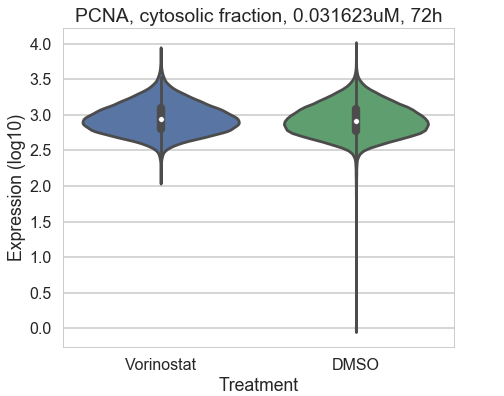 PCNA, cytosolic fraction, 0.031623uM, 72h
Expression (log10)
4.0
3.5
3.0
2.5
2.0
1.5
1.0
0.5
0.0
Vorinostat DMSO
Treatment